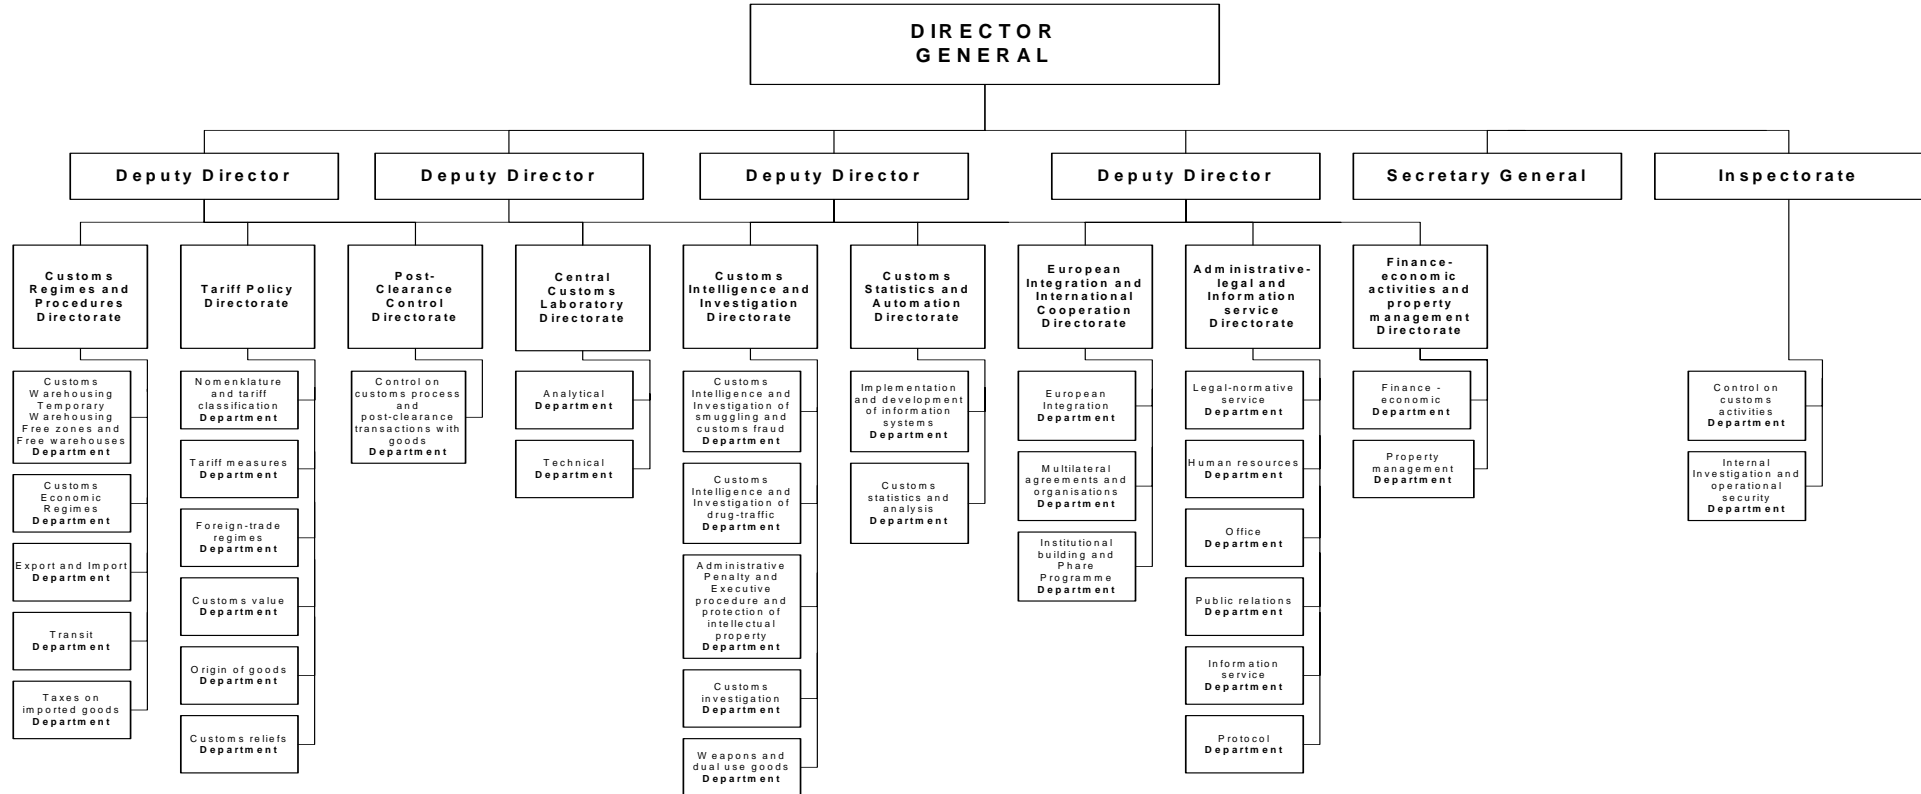 DIRECTOR
GENERAL
Deputy Director
Deputy Director
Deputy Director
Deputy Director
Secretary General
Inspectorate
Customs
Regimes and
Procedures
Directorate
Tariff Policy
Directorate
Post-
Clearance
Control
Directorate
Central
Customs
Laboratory
Directorate
Customs
Intelligence and
Investigation
Directorate
Customs
Statistics and
Automation
Directorate
European
Integration and
International
Cooperation
Directorate
Administrative-
legal and
Information
service
Directorate
Finance-
economic
activities and
property
management
Directorate
Customs
Warehousing
Temporary
Warehousing
Free zones and
Free warehouses
Department
Customs
Economic
Regimes
Department
Export and Import
Department
Transit
Department
Taxes on
imported goods
Department
Nomenklature
and tariff
classification
Department
Tariff measures
Department
Foreign-trade
regimes
Department
Customs value
Department
Origin of goods
Department
Customs reliefs
Department
Control on
customs process
and
post-clearance
transactions with
goods
Department
Analytical
Department
Technical
Department
Customs
Intelligence and
Investigation of
smuggling and
customs fraud
Department
Customs
Intelligence and
Investigation of
drug-traffic
Department
Administrative
Penalty and
Executive
procedure and
protection of
intellectual
property
Department
Customs
investigation
Department
Weapons and
dual use goods
Department
Implementation
and development
of information
systems
Department
Customs
statistics and
analysis
Department
European
Integration
Department
Multilateral
agreements and
organisations
Department
Institutional
building and
Phare
Programme
Department
Legal-normative
service
Department
Human resources
Department
Office
Department
Public relations
Department
Information
service
Department
Protocol
Department
Finance -
economic
Department
Property
management
Department
Control on
customs
activities
Department
Internal
Investigation and
operational
security
Department